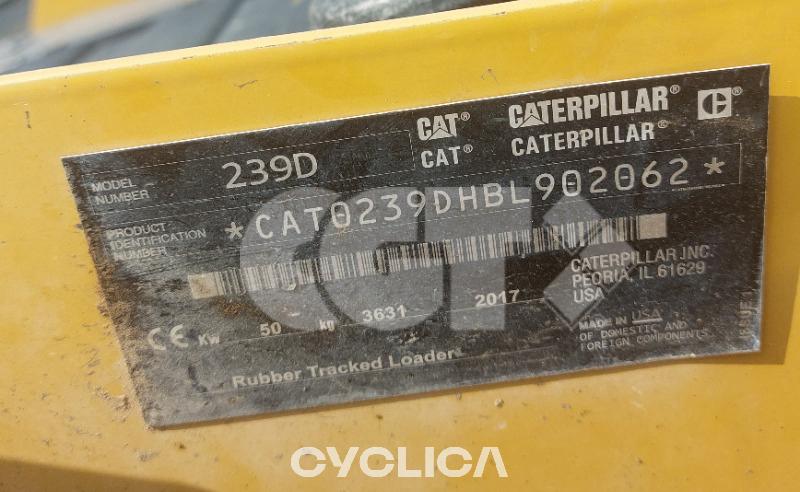 CAT® CATERPILLAR®
CAT® CATERPILLAR®
MODEL NUMBER 239D
PRODUCT IDENTIFICATION NUMBER *CAT0239DHBL902062*
CATERPILLAR INC.
PEORIA, IL 61629
USA
CE Kw 50 kg 3631 2017
MADE IN USA
OF DOMESTIC AND
FOREIGN COMPONENTS
ISSUE
Rubber Tracked Loader
CYCLICA